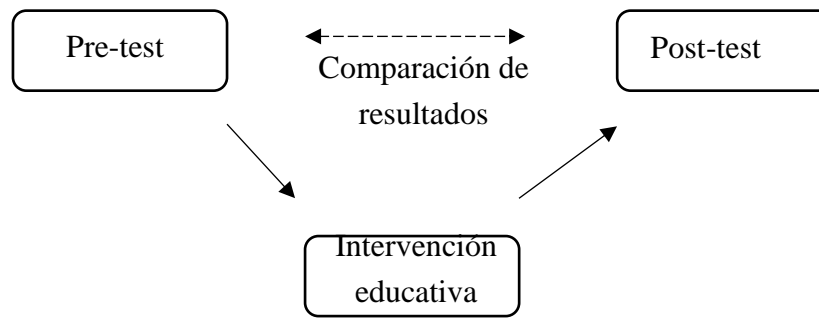 Pre-test
Comparación de
resultados
Post-test
Intervención
educativa